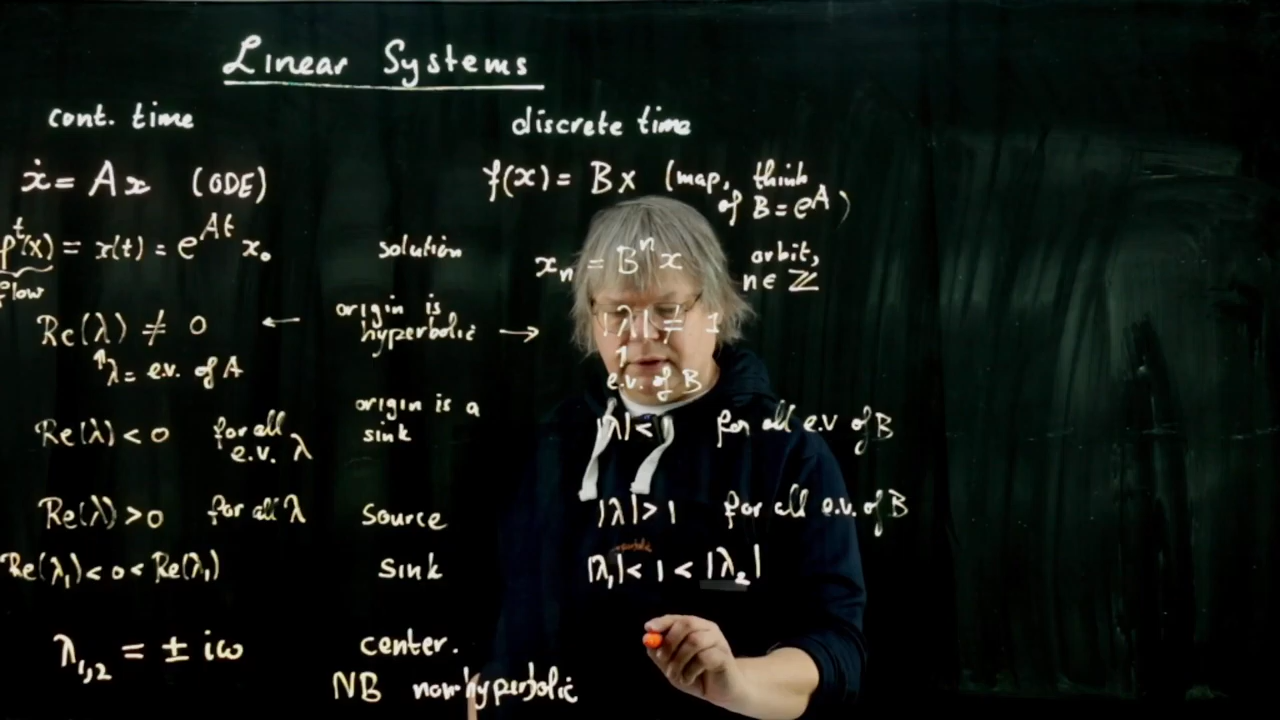 Linear Systems
cont. time
discrete time
ẋ = Ax (ODE)
f(x) = Bx (map, think
of B = e^A)
φ^t(x) = x(t) = e^{At} x₀
flow
solution
x_n = B^n x
orbit,
n ∈ ℤ
Re(λ) ≠ 0
← origin is
hyperbolic →
|λ| = 1
λ = e.v. of A
e.v. of B
Re(λ) < 0 for all
e.v. λ
origin is a
sink
|λ| < 1 for all e.v of B
Re(λ) > 0 for all λ
source
|λ| > 1 for all e.v. of B
Re(λ₁) < 0 < Re(λ₁)
sink
|λ₁| < 1 < |λ₂|
λ_{1,2} = ± iω
center.
NB nonhyperbolic